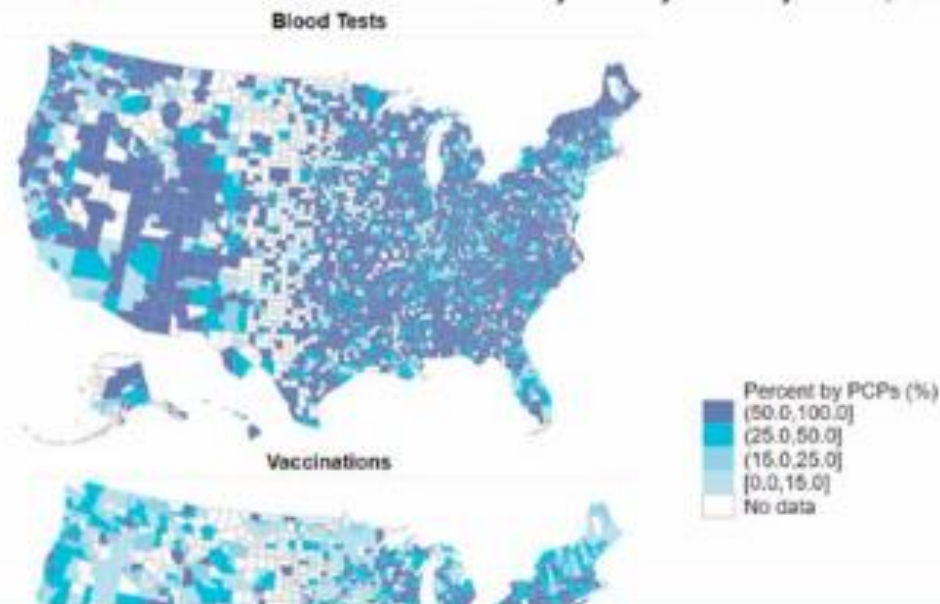 Blood Tests
Percent by PCPs (%)
(50.0,100.0]
(25.0,50.0]
(15.0,25.0]
[0.0,15.0]
No data
Vaccinations